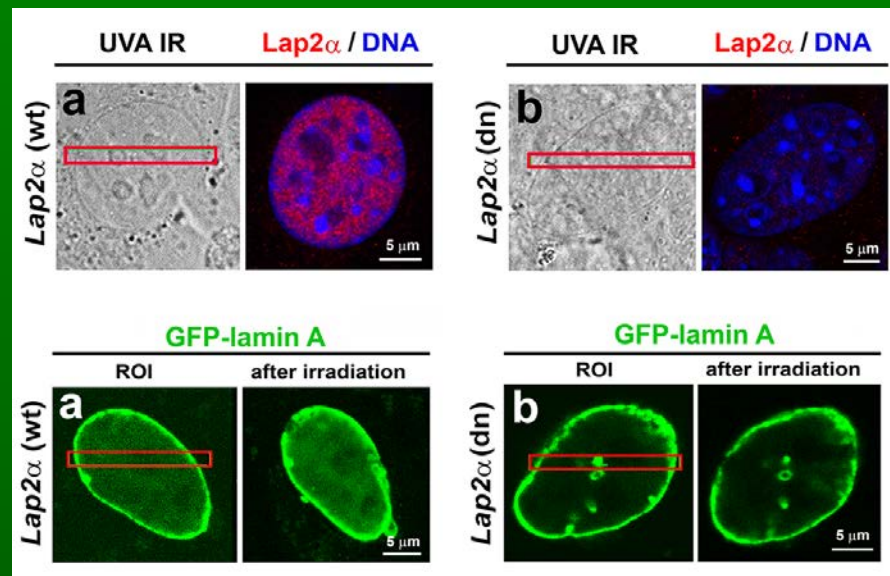 UVA IR
Lap2α / DNA
Lap2α (wt)
a
5 μm
UVA IR
Lap2α / DNA
Lap2α (dn)
b
5 μm
GFP-lamin A
ROI
after irradiation
Lap2α (wt)
a
5 μm
GFP-lamin A
ROI
after irradiation
Lap2α (dn)
b
5 μm